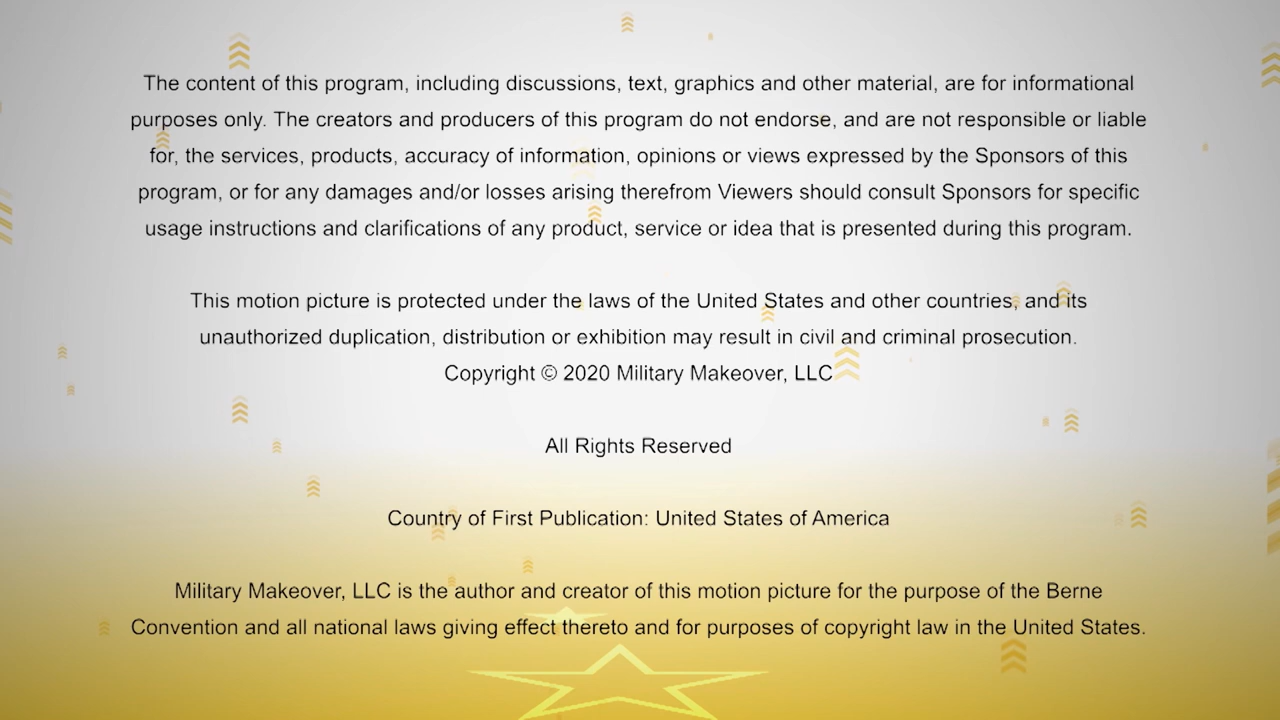 The content of this program, including discussions, text, graphics and other material, are for informational
purposes only. The creators and producers of this program do not endorse, and are not responsible or liable
for, the services, products, accuracy of information, opinions or views expressed by the Sponsors of this
program, or for any damages and/or losses arising therefrom Viewers should consult Sponsors for specific
usage instructions and clarifications of any product, service or idea that is presented during this program.
This motion picture is protected under the laws of the United States and other countries, and its
unauthorized duplication, distribution or exhibition may result in civil and criminal prosecution.
Copyright © 2020 Military Makeover, LLC
All Rights Reserved
Country of First Publication: United States of America
Military Makeover, LLC is the author and creator of this motion picture for the purpose of the Berne
Convention and all national laws giving effect thereto and for purposes of copyright law in the United States.